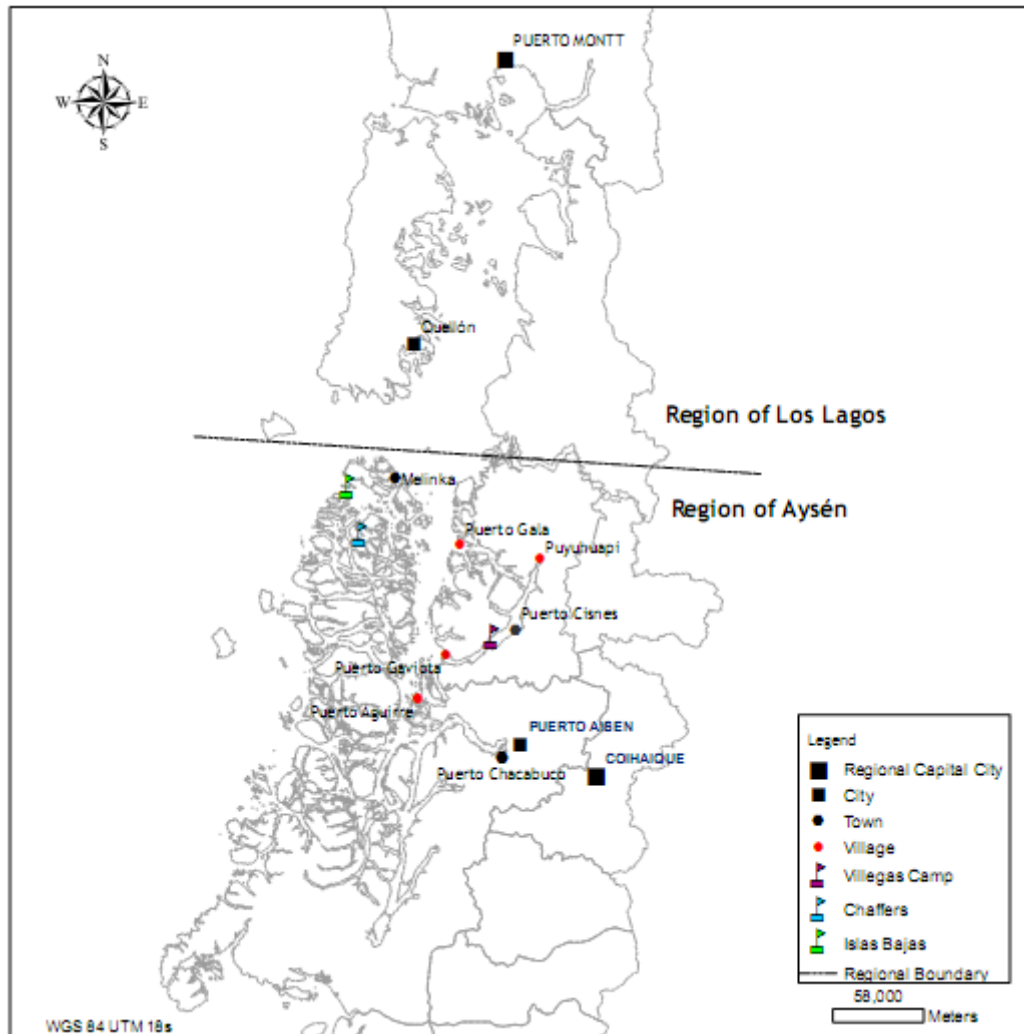 PUERTO MONTT
N
W E
S
Quellón
Region of Los Lagos
Melinka
Region of Aysén
Puerto Gala
Puyuhuapi
Puerto Cisnes
Puerto Gaviota
Puerto Aguirre
PUERTO AISEN
COIHAIQUE
Puerto Chacabuco
Legend
Regional Capital City
City
Town
Village
Villegas Camp
Chaffers
Islas Bajas
Regional Boundary
58,000
Meters
WGS 84 UTM 18s